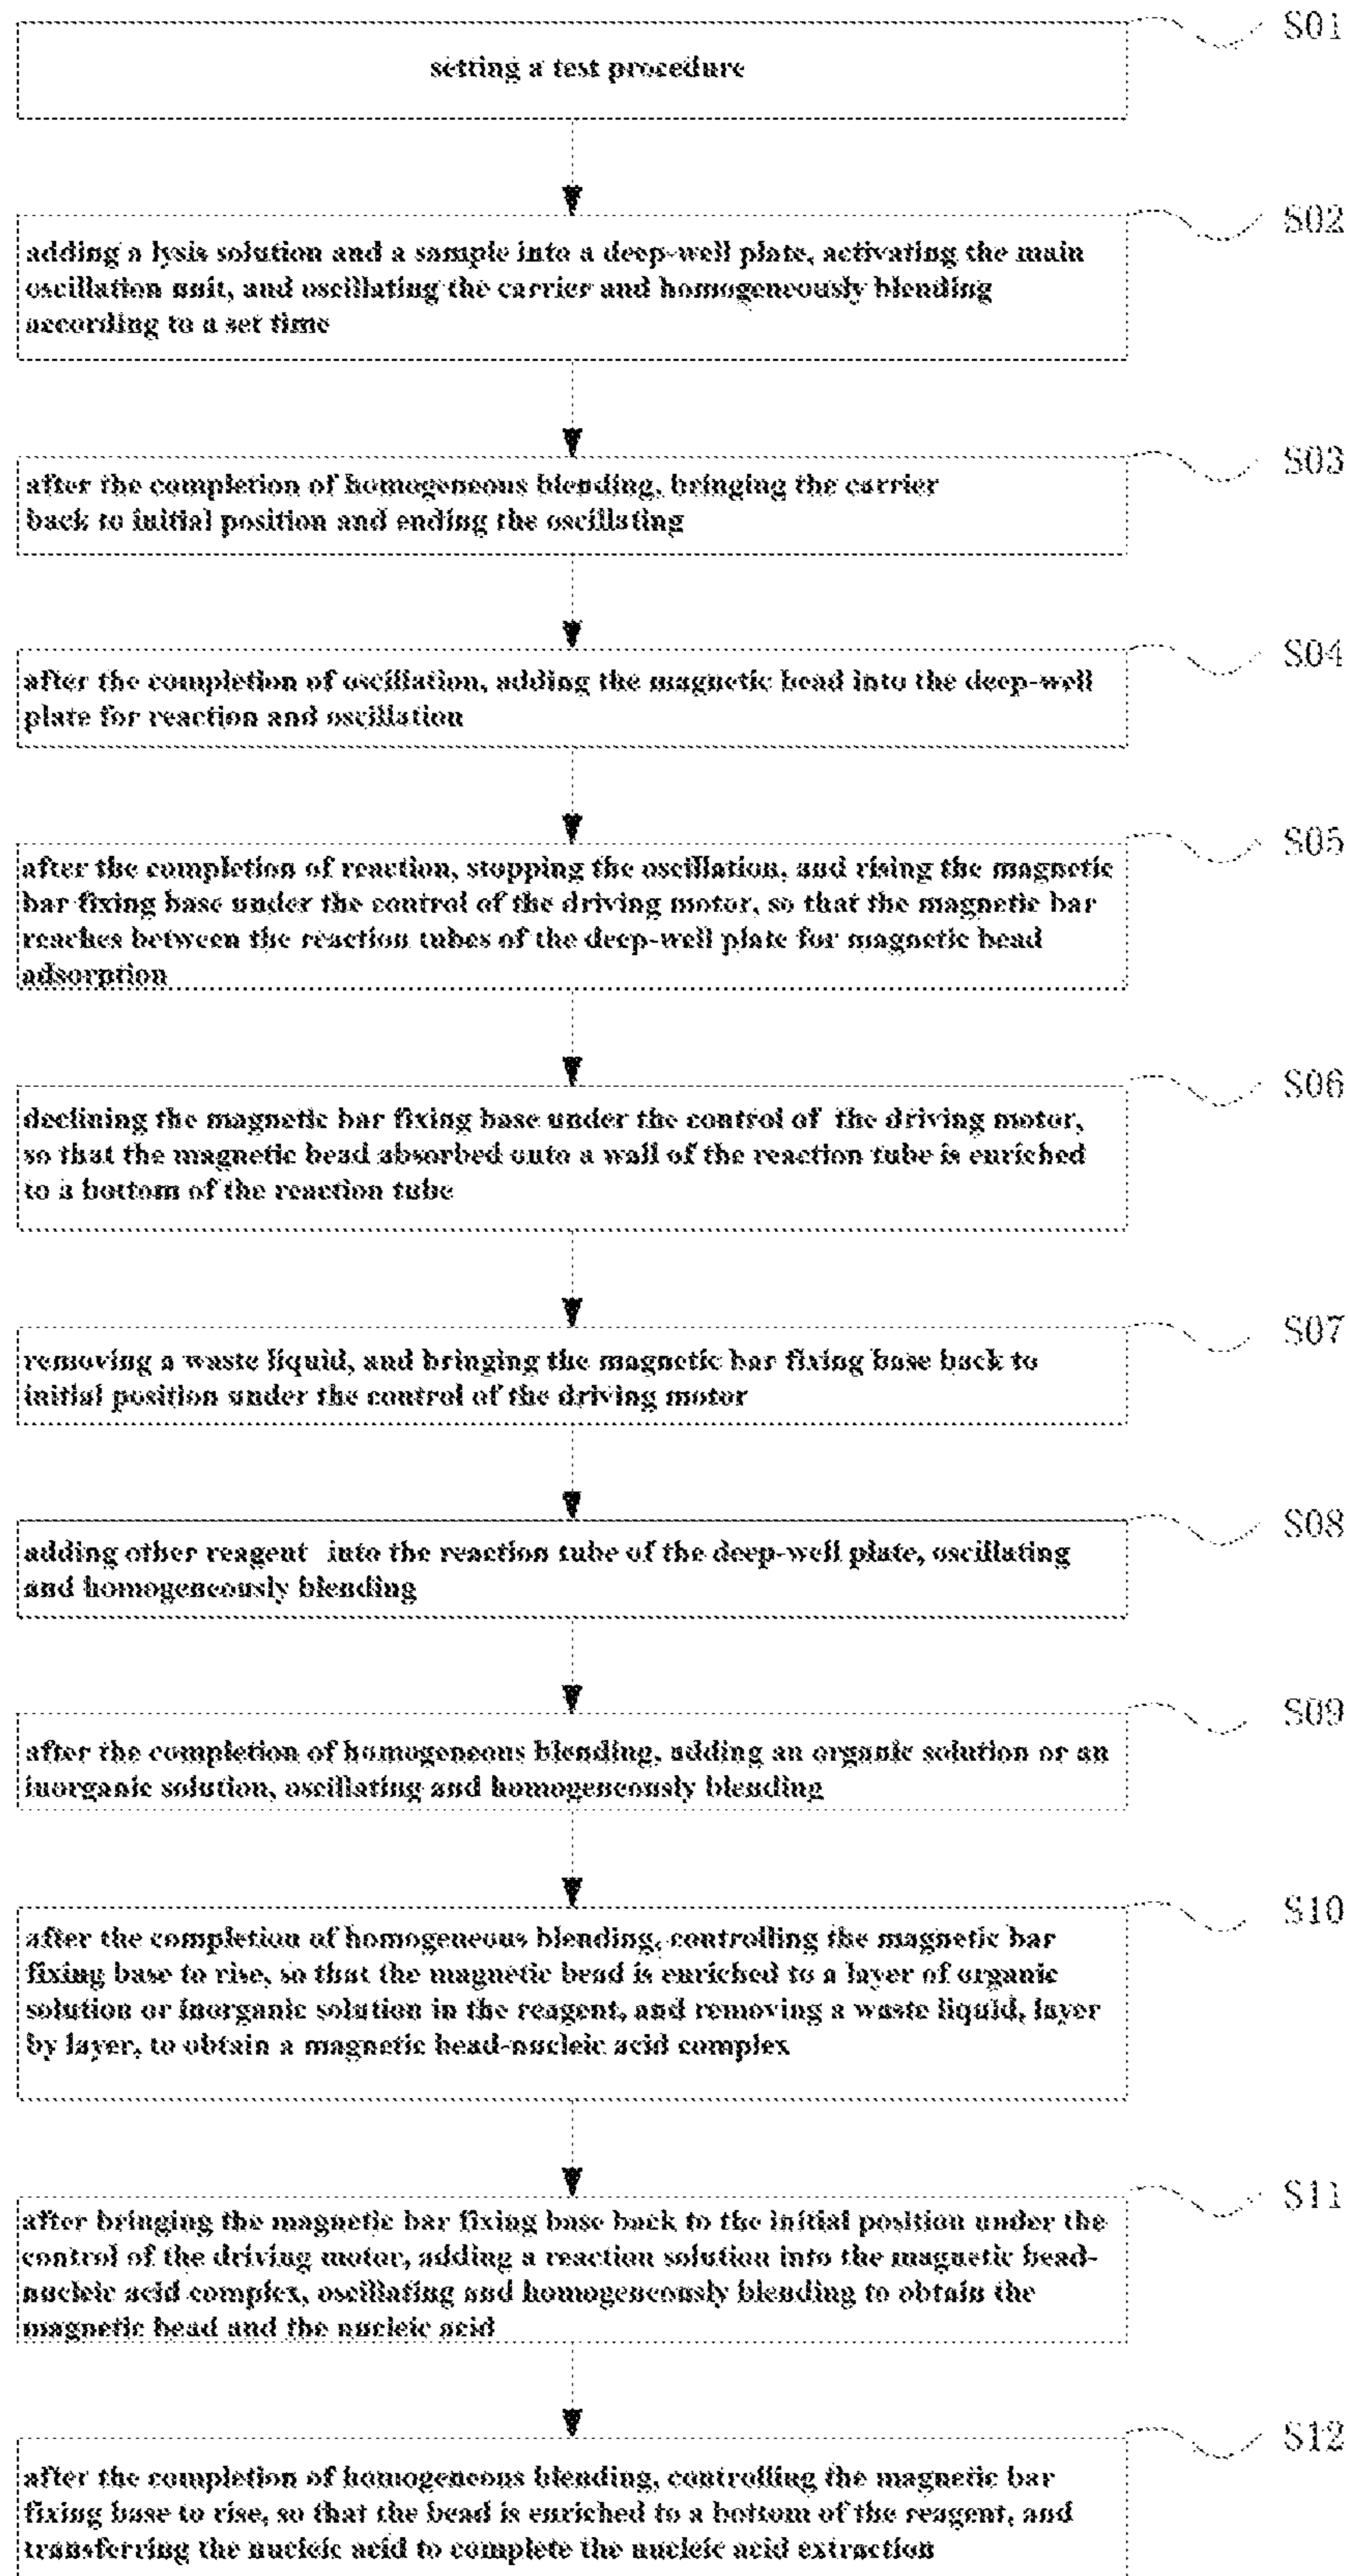 S01
setting a test procedure
S02
adding a lysis solution and a sample into a deep-well plate, activating the main
oscillation unit, and oscillating the carrier and homogeneously blending
according to a set time
S03
after the completion of homogeneous blending, bringing the carrier
back to initial position and ending the oscillating
S04
after the completion of oscillation, adding the magnetic bead into the deep-well
plate for reaction and oscillation
S05
after the completion of reaction, stopping the oscillation, and rising the magnetic
bar fixing base under the control of the driving motor, so that the magnetic bar
reaches between the reaction tubes of the deep-well plate for magnetic bead
adsorption
S06
declining the magnetic bar fixing base under the control of the driving motor,
so that the magnetic bead absorbed onto a wall of the reaction tube is enriched
to a bottom of the reaction tube
S07
removing a waste liquid, and bringing the magnetic bar fixing base back to
initial position under the control of the driving motor
S08
adding other reagent into the reaction tube of the deep-well plate, oscillating
and homogeneously blending
S09
after the completion of homogeneous blending, adding an organic solution or an
inorganic solution, oscillating and homogeneously blending
S10
after the completion of homogeneous blending, controlling the magnetic bar
fixing base to rise, so that the magnetic bead is enriched to a layer of organic
solution or inorganic solution in the reagent, and removing a waste liquid, layer
by layer, to obtain a magnetic bead-nucleic acid complex
S11
after bringing the magnetic bar fixing base back to the initial position under the
control of the driving motor, adding a reaction solution into the magnetic bead-
nucleic acid complex, oscillating and homogeneously blending to obtain the
magnetic bead and the nucleic acid
S12
after the completion of homogeneous blending, controlling the magnetic bar
fixing base to rise, so that the bead is enriched to a bottom of the reagent, and
transferring the nucleic acid to complete the nucleic acid extraction